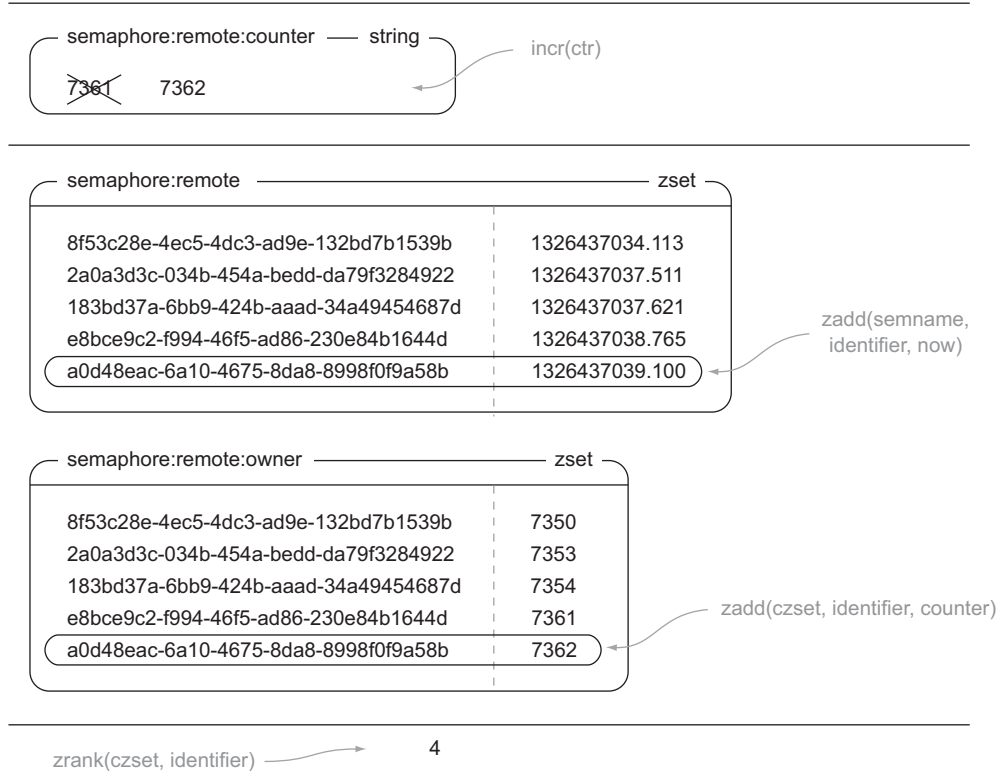 semaphore:remote:counter string
incr(ctr)
7361 7362
semaphore:remote zset
8f53c28e-4ec5-4dc3-ad9e-132bd7b1539b 1326437034.113
2a0a3d3c-034b-454a-bedd-da79f3284922 1326437037.511
183bd37a-6bb9-424b-aaad-34a49454687d 1326437037.621
e8bce9c2-f994-46f5-ad86-230e84b1644d 1326437038.765
a0d48eac-6a10-4675-8da8-8998f0f9a58b 1326437039.100
zadd(semname,
identifier, now)
semaphore:remote:owner zset
8f53c28e-4ec5-4dc3-ad9e-132bd7b1539b 7350
2a0a3d3c-034b-454a-bedd-da79f3284922 7353
183bd37a-6bb9-424b-aaad-34a49454687d 7354
e8bce9c2-f994-46f5-ad86-230e84b1644d 7361
a0d48eac-6a10-4675-8da8-8998f0f9a58b 7362
zadd(czset, identifier, counter)
zrank(czset, identifier) 4